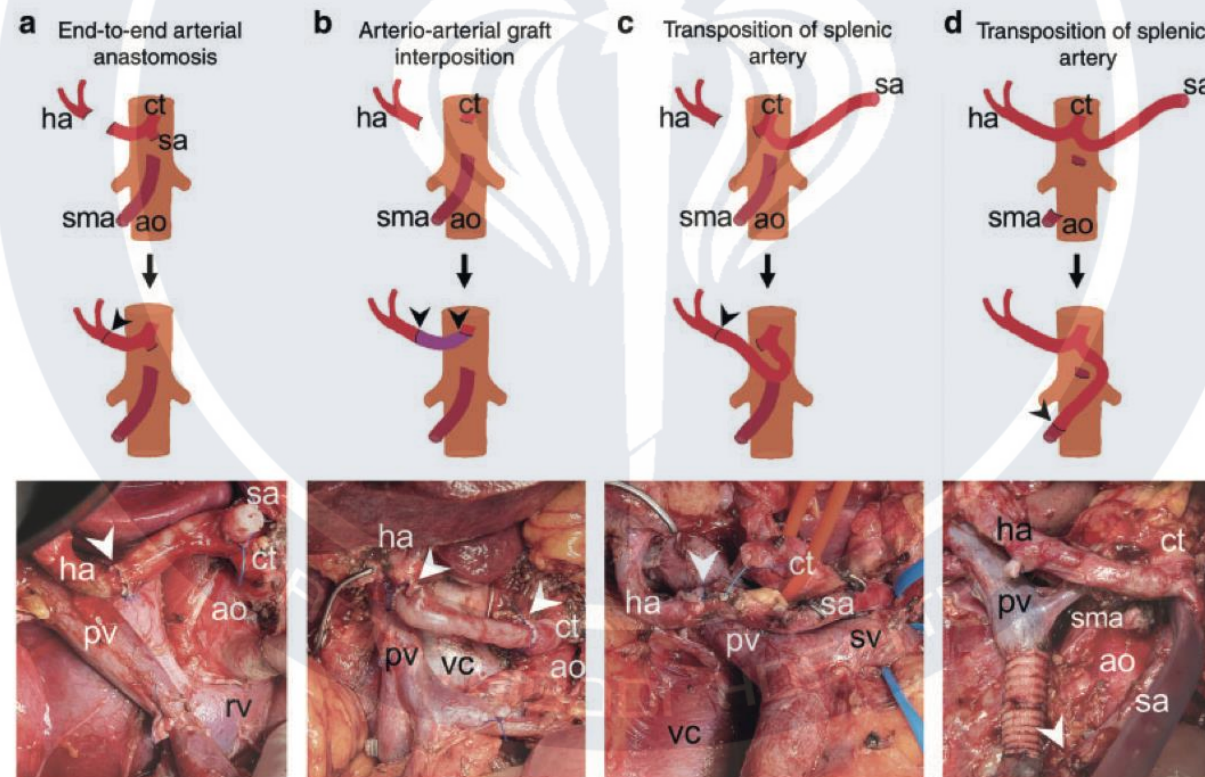 a End-to-end arterial anastomosis
b Arterio-arterial graft interposition
c Transposition of splenic artery
d Transposition of splenic artery
ha
ct
sa
sma
ao
ha
ct
sma
ao
ha
ct
sa
sma
ao
ha
ct
sa
sma
ao
sa
ha
ct
ao
pv
rv
ha
ct
pv
vc
ao
ct
ha
sa
pv
sv
vc
ha
ct
pv
sma
ao
sa